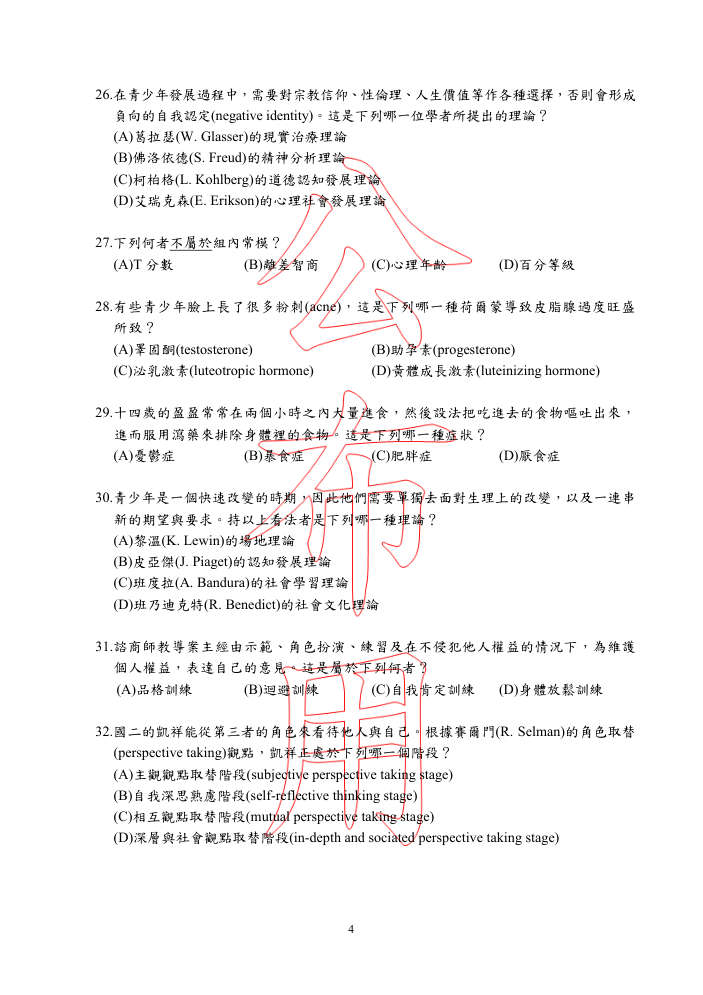 26.在青少年發展過程中，需要對宗教信仰、性倫理、人生價值等作各種選擇，否則會形成
負向的自我認定(negative identity)。這是下列哪一位學者所提出的理論？
(A)葛拉瑟(W. Glasser)的現實治療理論
(B)佛洛依德(S. Freud)的精神分析理論
(C)柯柏格(L. Kohlberg)的道德認知發展理論
(D)艾瑞克森(E. Erikson)的心理社會發展理論
27.下列何者不屬於組內常模？
(A)T 分數 (B)離差智商 (C)心理年齡 (D)百分等級
28.有些青少年臉上長了很多粉刺(acne)，這是下列哪一種荷爾蒙導致皮脂腺過度旺盛
所致？
(A)睪固酮(testosterone) (B)助孕素(progesterone)
(C)泌乳激素(luteotropic hormone) (D)黃體成長激素(luteinizing hormone)
29.十四歲的盈盈常常在兩個小時之內大量進食，然後設法把吃進去的食物嘔吐出來，
進而服用瀉藥來排除身體裡的食物。這是下列哪一種症狀？
(A)憂鬱症 (B)暴食症 (C)肥胖症 (D)厭食症
30.青少年是一個快速改變的時期，因此他們需要單獨去面對生理上的改變，以及一連串
新的期望與要求。持以上看法者是下列哪一種理論？
(A)黎溫(K. Lewin)的場地理論
(B)皮亞傑(J. Piaget)的認知發展理論
(C)班度拉(A. Bandura)的社會學習理論
(D)班乃迪克特(R. Benedict)的社會文化理論
31.諮商師教導案主經由示範、角色扮演、練習及在不侵犯他人權益的情況下，為維護
個人權益，表達自己的意見。這是屬於下列何者？
(A)品格訓練 (B)迴避訓練 (C)自我肯定訓練 (D)身體放鬆訓練
32.國二的凱祥能從第三者的角色來看待他人與自己。根據賽爾門(R. Selman)的角色取替
(perspective taking)觀點，凱祥正處於下列哪一個階段？
(A)主觀觀點取替階段(subjective perspective taking stage)
(B)自我深思熟慮階段(self-reflective thinking stage)
(C)相互觀點取替階段(mutual perspective taking stage)
(D)深層與社會觀點取替階段(in-depth and sociated perspective taking stage)
公布用
4